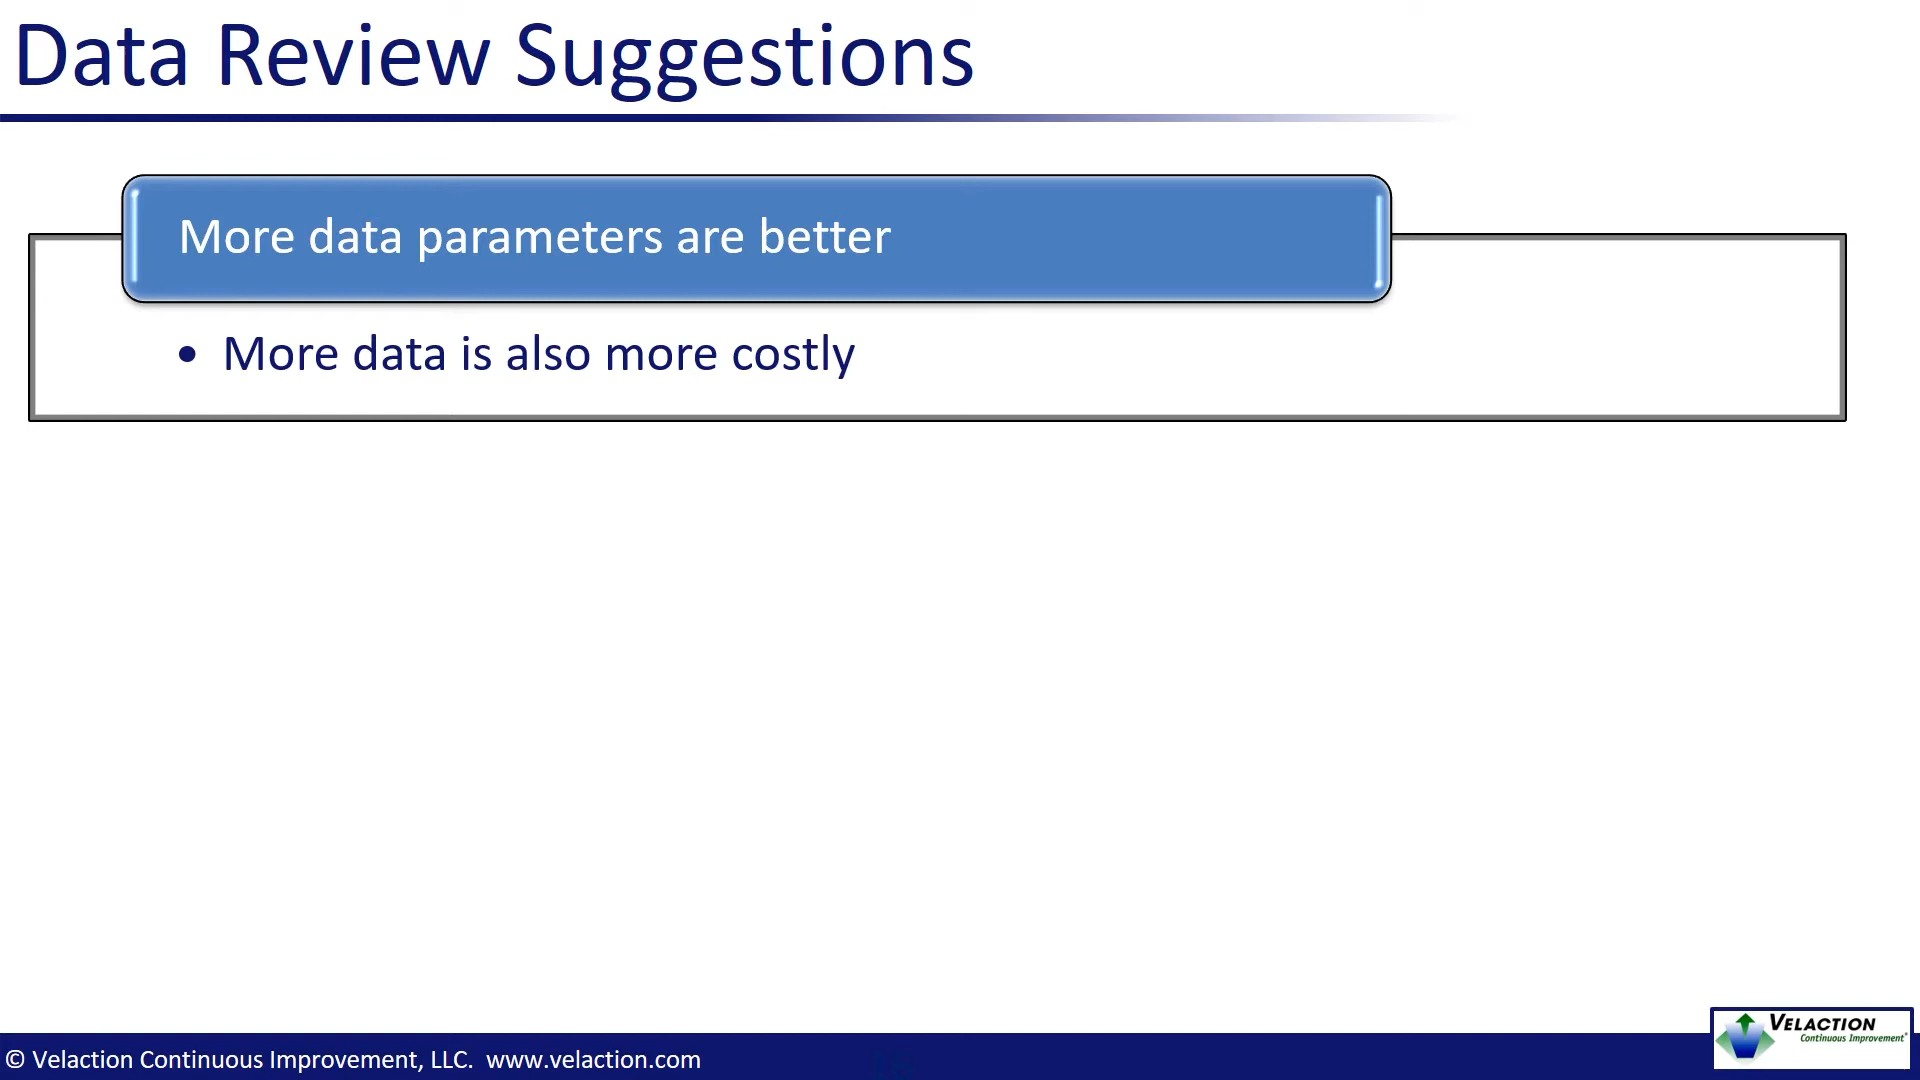 Data Review Suggestions
More data parameters are better
• More data is also more costly
© Velaction Continuous Improvement, LLC. www.velaction.com
VELACTION
Continuous Improvement